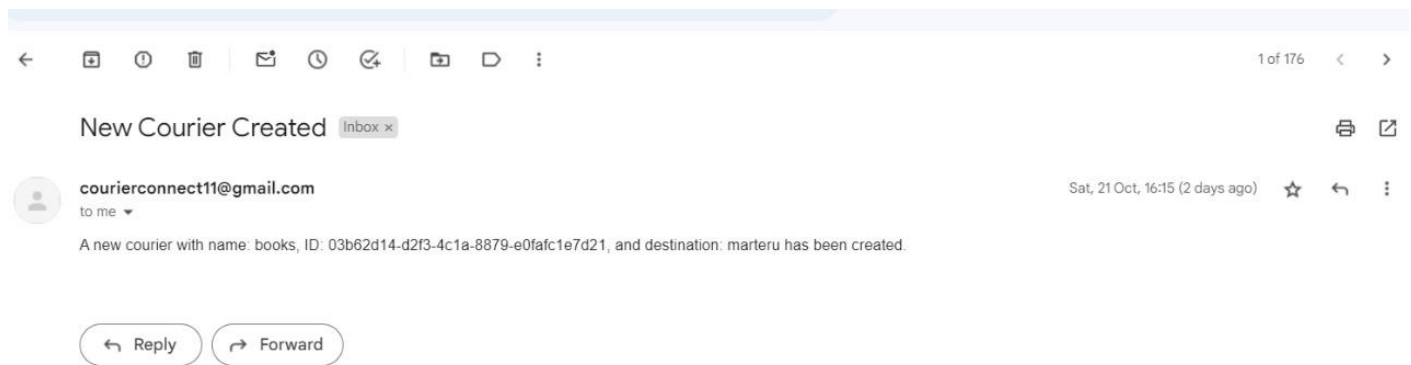 1 of 176
New Courier Created Inbox ×
courierconnect11@gmail.com Sat, 21 Oct, 16:15 (2 days ago)
to me
A new courier with name: books, ID: 03b62d14-d2f3-4c1a-8879-e0fafc1e7d21, and destination: marteru has been created.
Reply Forward